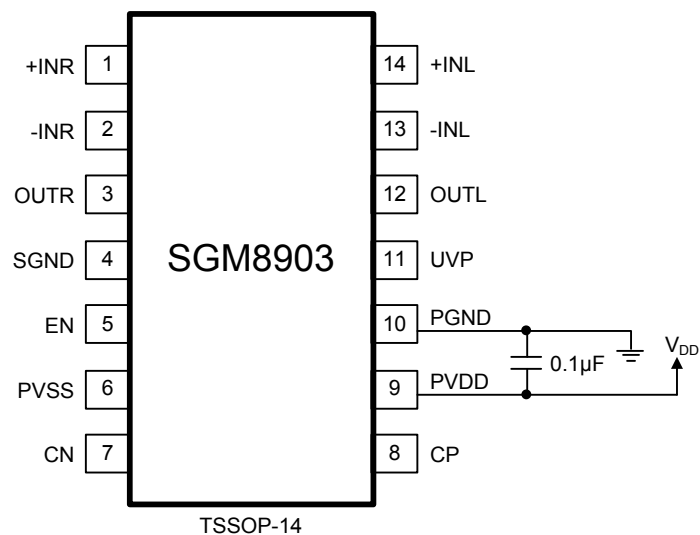 +INR 1 14 +INL
-INR 2 13 -INL
OUTR 3 12 OUTL
SGND 4 SGM8903 11 UVP
EN 5 10 PGND
0.1µF V_DD
PVSS 6 9 PVDD
CN 7 8 CP
TSSOP-14